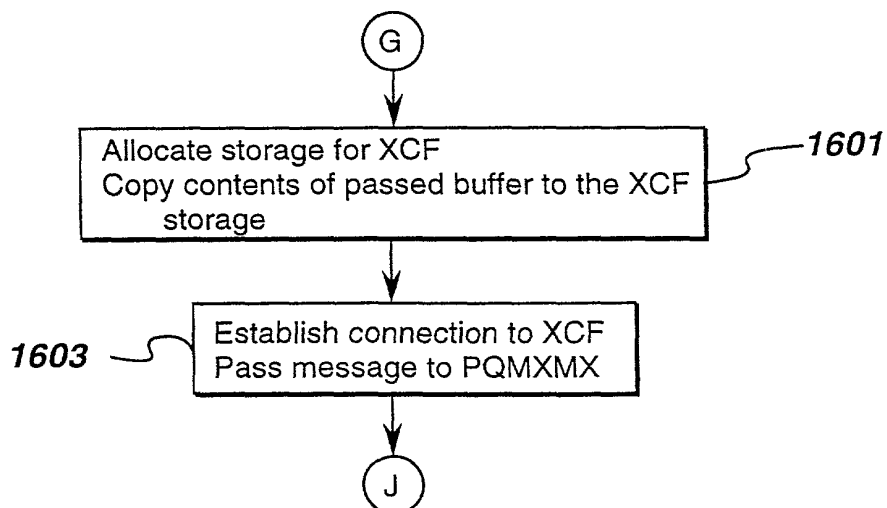 G
Allocate storage for XCF
Copy contents of passed buffer to the XCF
storage
1601
Establish connection to XCF
Pass message to PQMXMX
1603
J